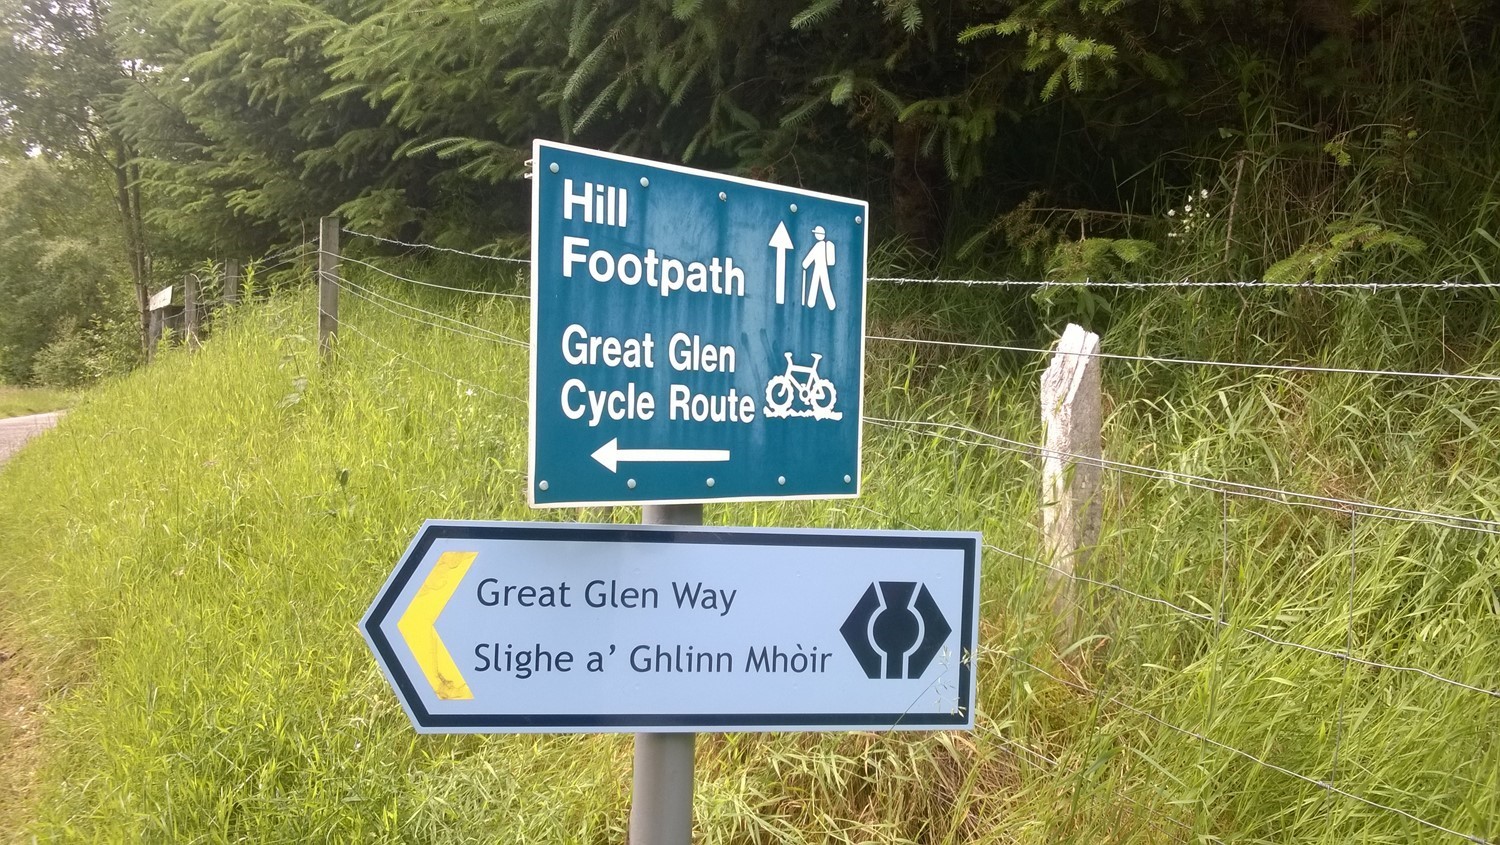 Hill
Footpath
Great Glen
Cycle Route
Great Glen Way
Slighe a’ Ghlinn Mhòir